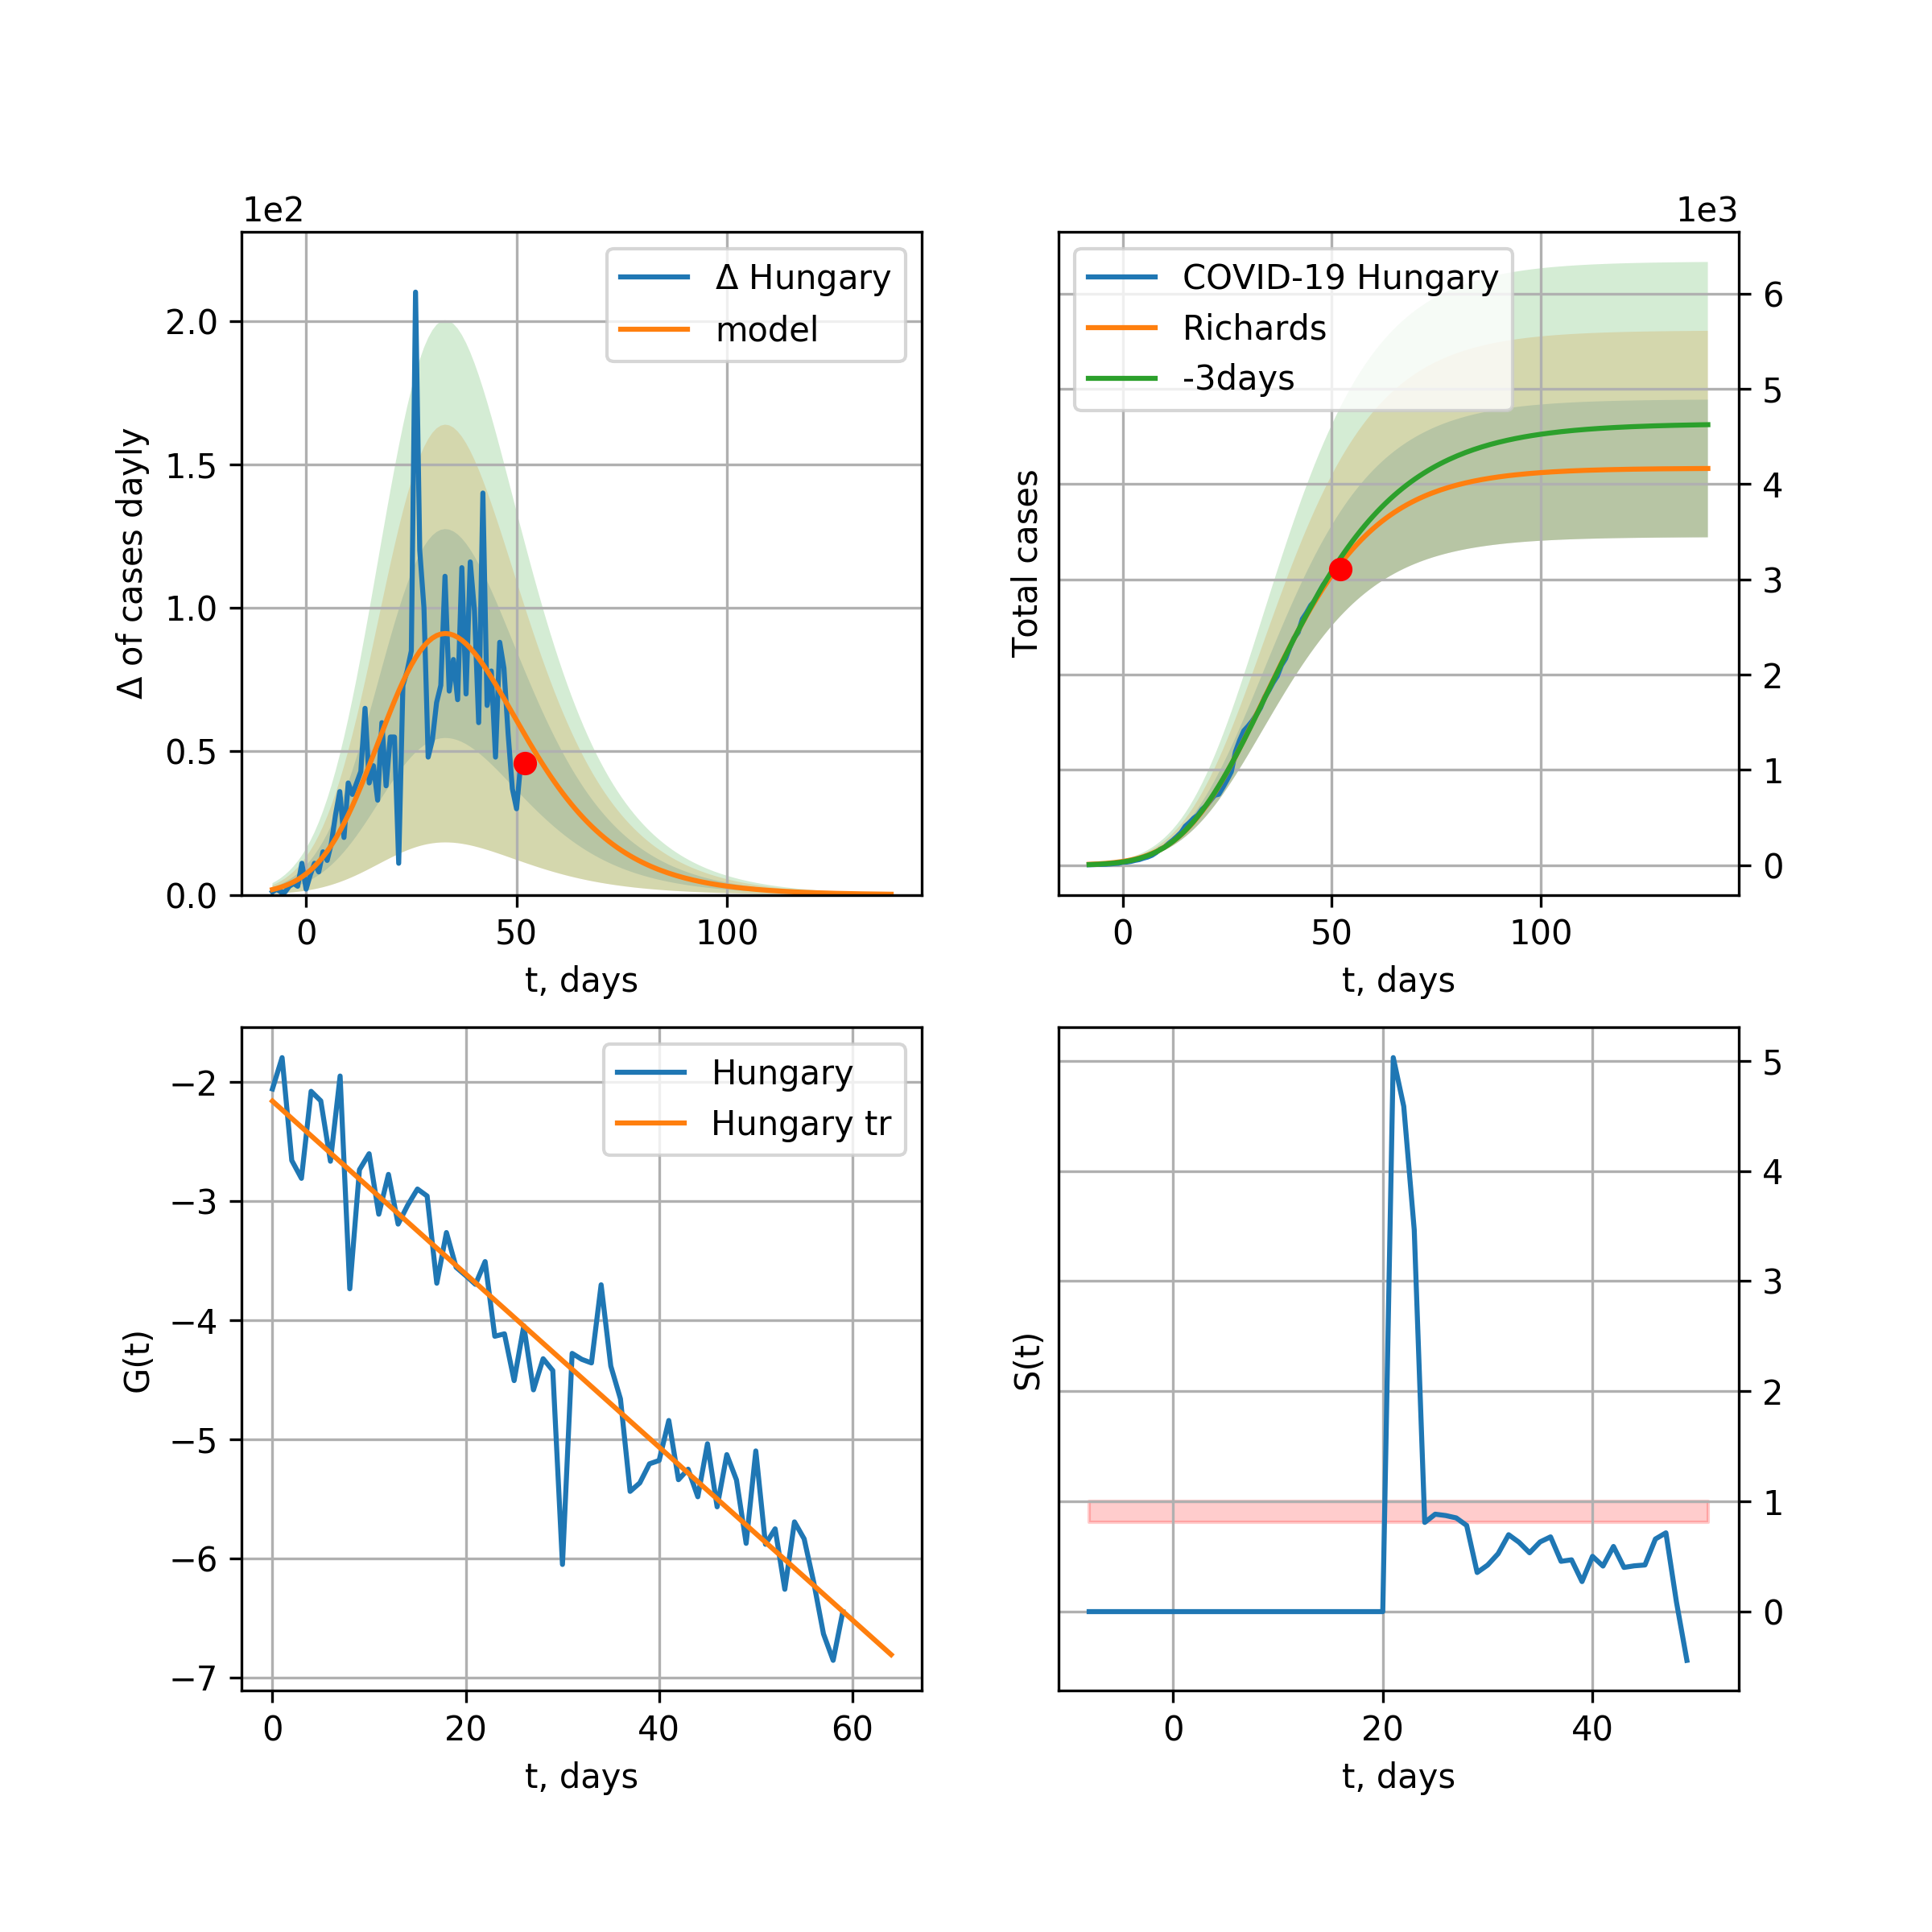 1e2
Δ Hungary
model
2.0
1.5
1.0
0.5
0.0
Δ of cases dayly
0
50
100
t, days
1e3
COVID-19 Hungary
Richards
-3days
6
5
4
3
2
1
0
Total cases
0
50
100
t, days
Hungary
Hungary tr
−2
−3
−4
−5
−6
−7
G(t)
0
20
40
60
t, days
5
4
3
2
1
0
S(t)
0
20
40
t, days